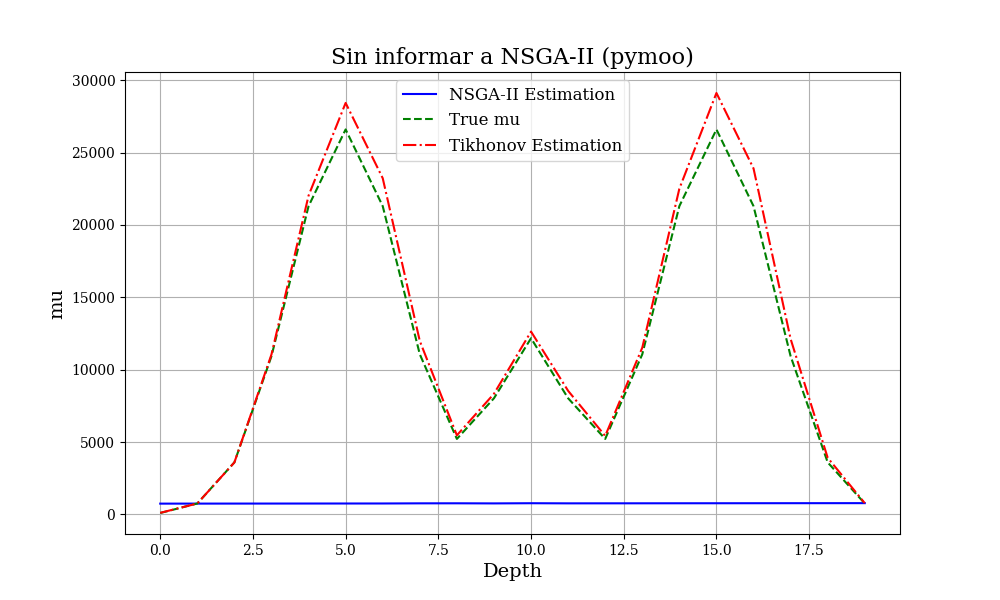 Sin informar a NSGA-II (pymoo)
NSGA-II Estimation
True mu
Tikhonov Estimation
mu
30000
25000
20000
15000
10000
5000
0
0.0 2.5 5.0 7.5 10.0 12.5 15.0 17.5
Depth